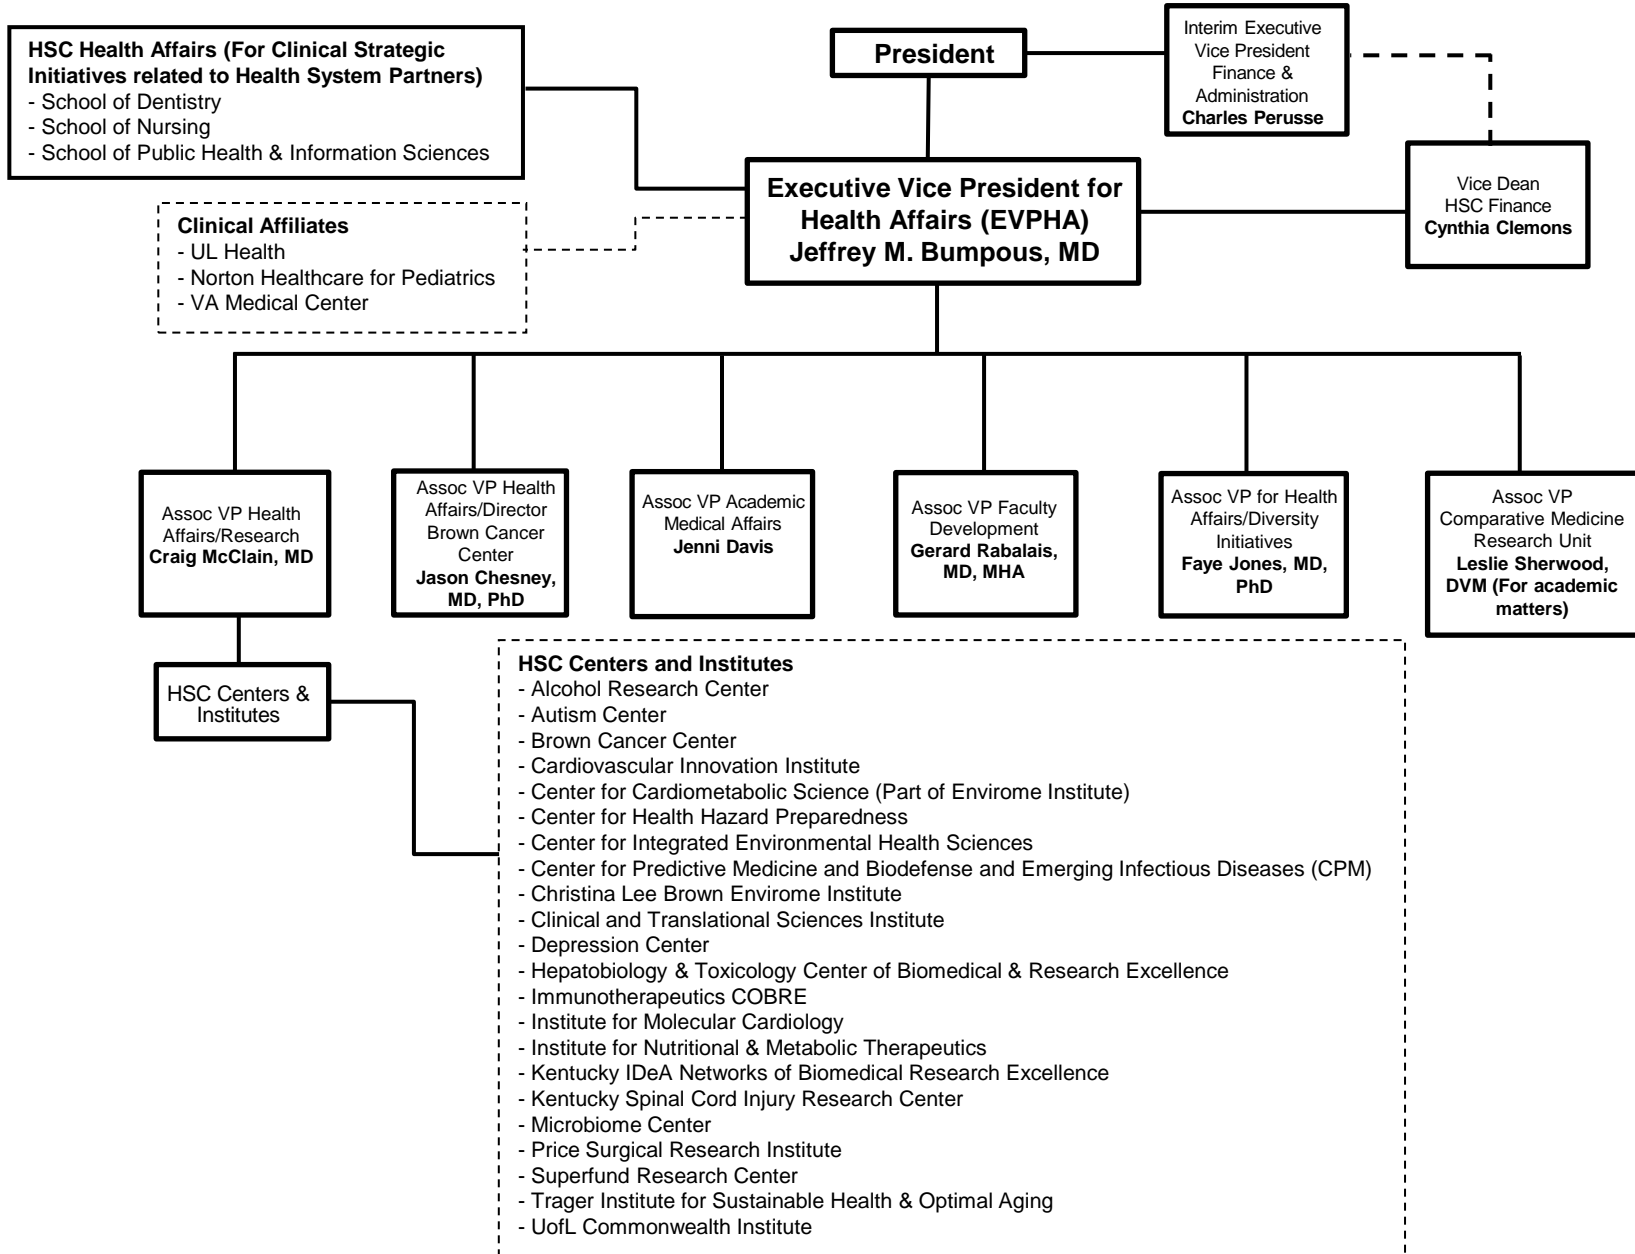 HSC Health Affairs (For Clinical Strategic
Initiatives related to Health System Partners)
- School of Dentistry
- School of Nursing
- School of Public Health & Information Sciences
President
Interim Executive
Vice President
Finance &
Administration
Charles Perusse
Clinical Affiliates
- UL Health
- Norton Healthcare for Pediatrics
- VA Medical Center
Executive Vice President for
Health Affairs (EVPHA)
Jeffrey M. Bumpous, MD
Vice Dean
HSC Finance
Cynthia Clemons
Assoc VP Health
Affairs/Research
Craig McClain, MD
Assoc VP Health
Affairs/Director
Brown Cancer
Center
Jason Chesney,
MD, PhD
Assoc VP Academic
Medical Affairs
Jenni Davis
Assoc VP Faculty
Development
Gerard Rabalais,
MD, MHA
Assoc VP for Health
Affairs/Diversity
Initiatives
Faye Jones, MD,
PhD
Assoc VP
Comparative Medicine
Research Unit
Leslie Sherwood,
DVM (For academic
matters)
HSC Centers &
Institutes
HSC Centers and Institutes
- Alcohol Research Center
- Autism Center
- Brown Cancer Center
- Cardiovascular Innovation Institute
- Center for Cardiometabolic Science (Part of Envirome Institute)
- Center for Health Hazard Preparedness
- Center for Integrated Environmental Health Sciences
- Center for Predictive Medicine and Biodefense and Emerging Infectious Diseases (CPM)
- Christina Lee Brown Envirome Institute
- Clinical and Translational Sciences Institute
- Depression Center
- Hepatobiology & Toxicology Center of Biomedical & Research Excellence
- Immunotherapeutics COBRE
- Institute for Molecular Cardiology
- Institute for Nutritional & Metabolic Therapeutics
- Kentucky IDeA Networks of Biomedical Research Excellence
- Kentucky Spinal Cord Injury Research Center
- Microbiome Center
- Price Surgical Research Institute
- Superfund Research Center
- Trager Institute for Sustainable Health & Optimal Aging
- UofL Commonwealth Institute